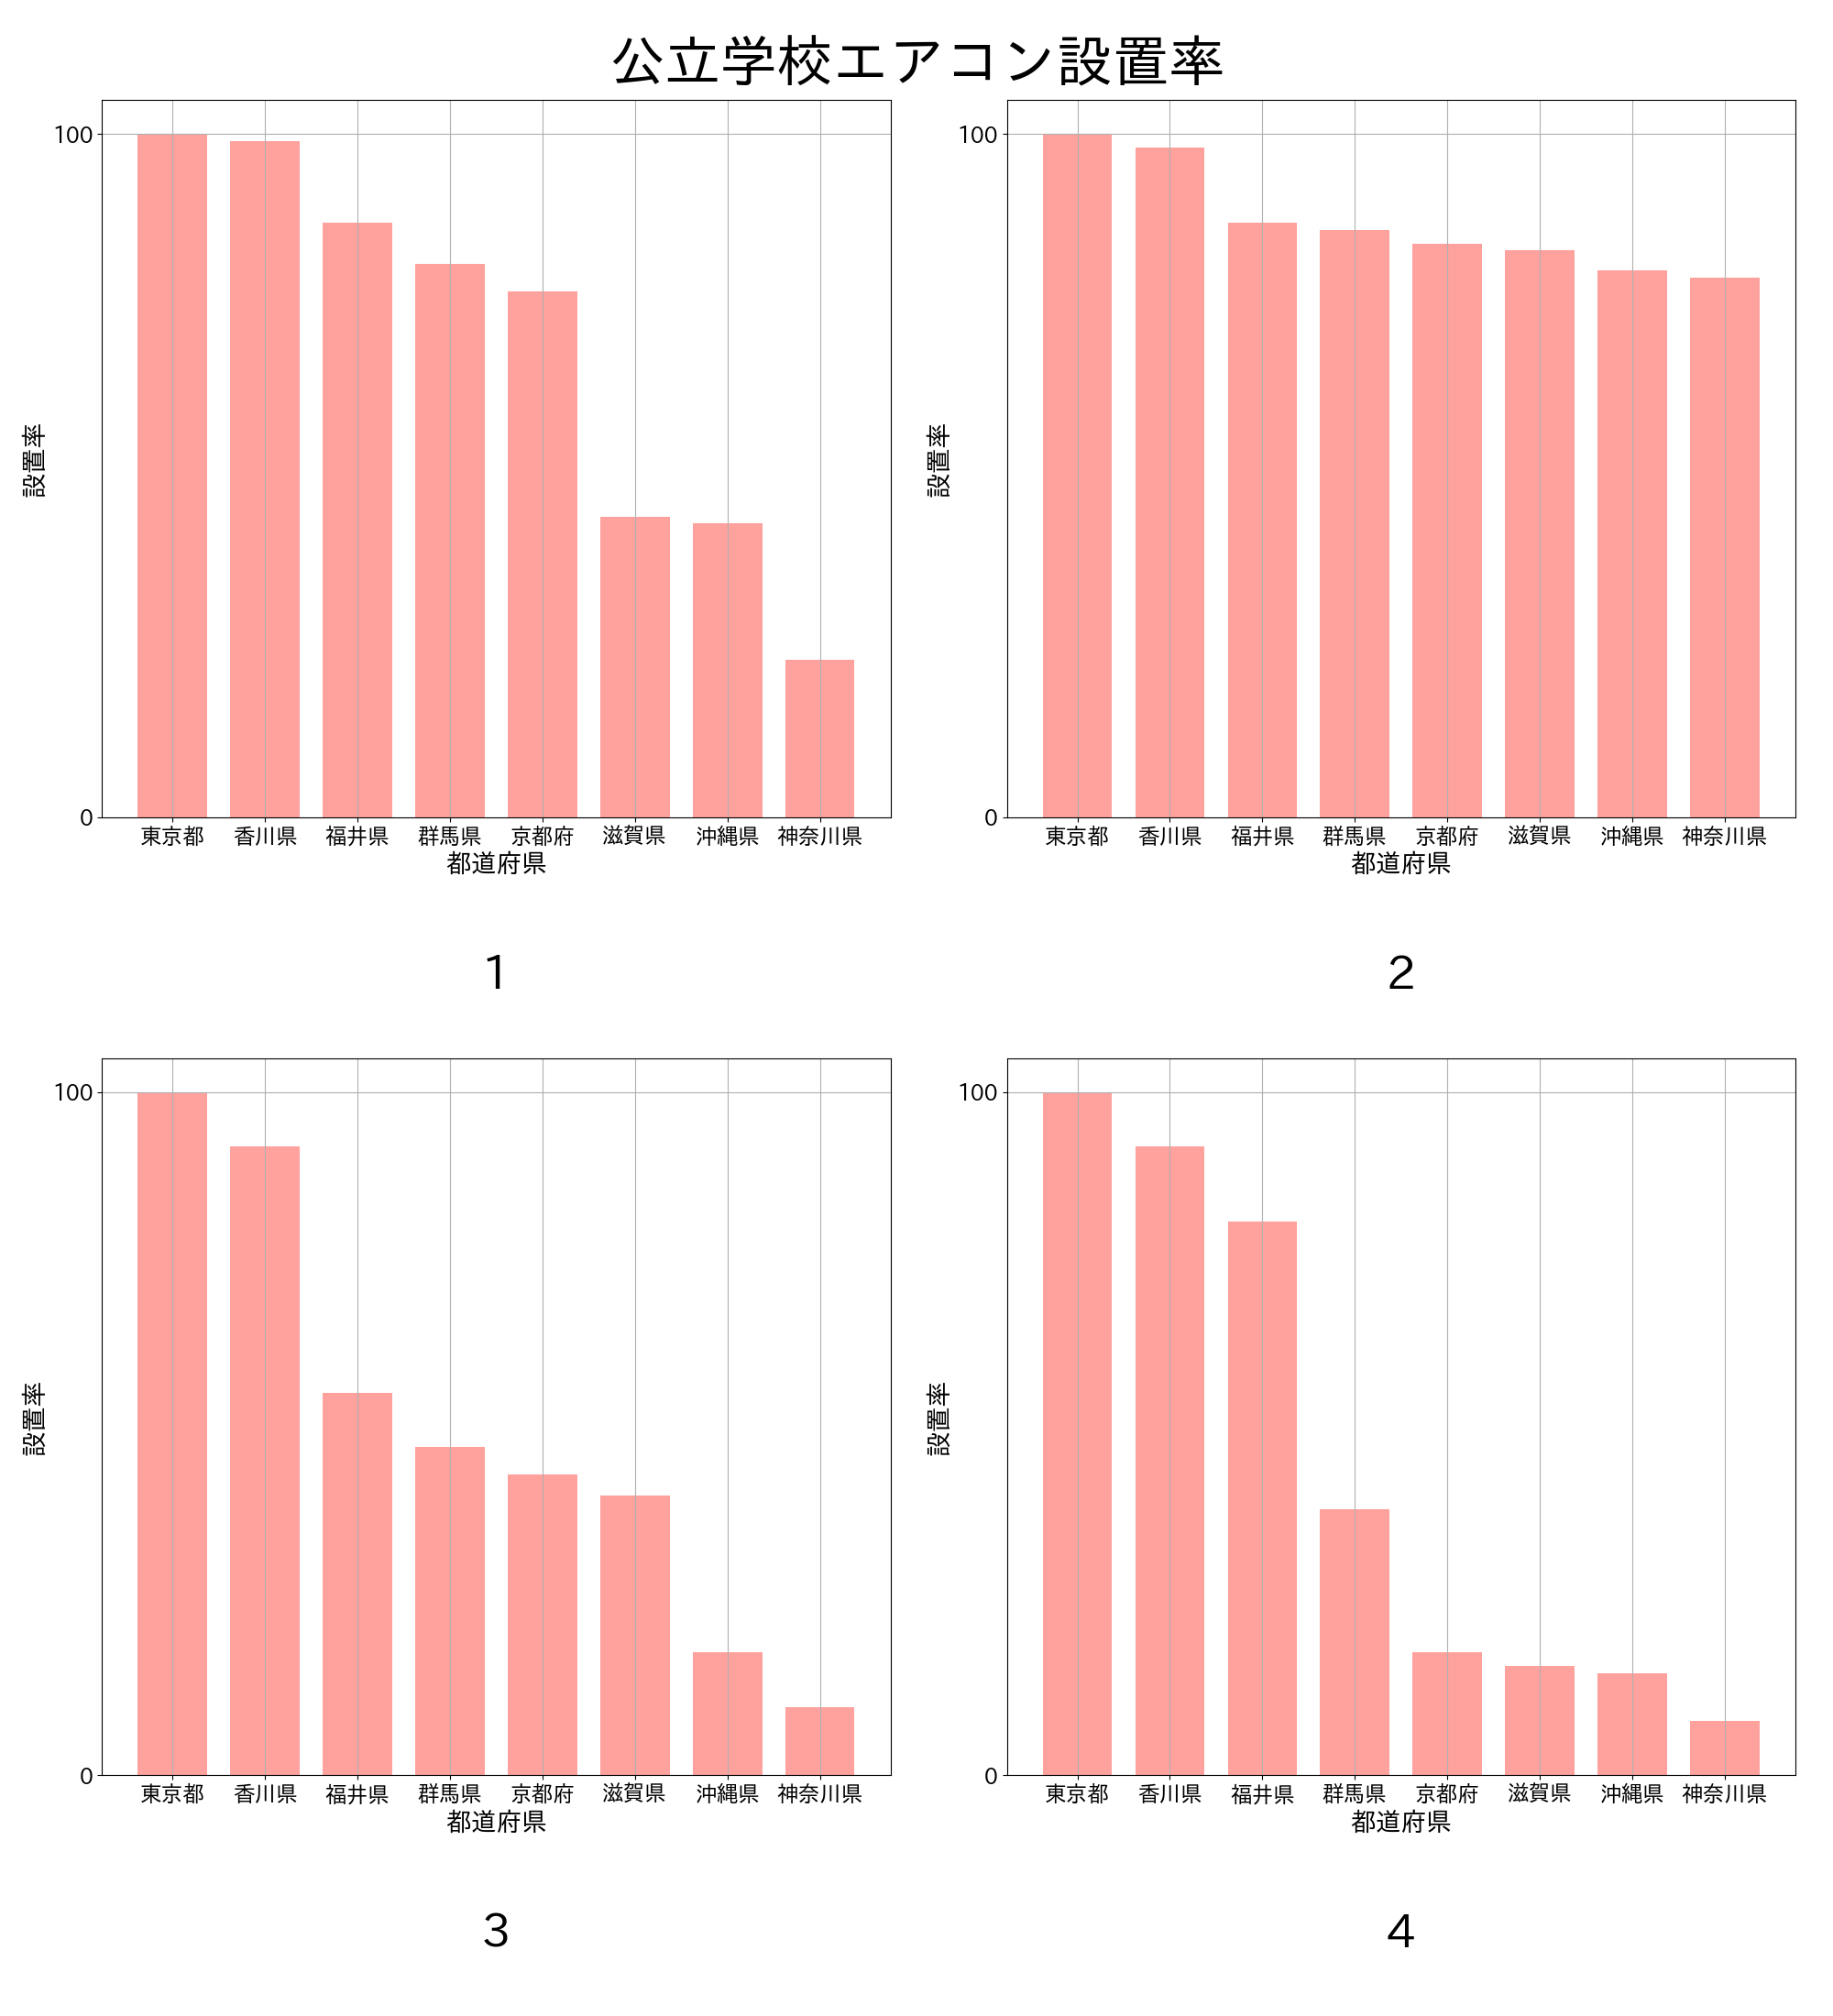 公立学校エアコン設置率
100
0
設置率
東京都 香川県 福井県 群馬県 京都府 滋賀県 沖縄県 神奈川県
都道府県
1
100
0
設置率
東京都 香川県 福井県 群馬県 京都府 滋賀県 沖縄県 神奈川県
都道府県
2
100
0
設置率
東京都 香川県 福井県 群馬県 京都府 滋賀県 沖縄県 神奈川県
都道府県
3
100
0
設置率
東京都 香川県 福井県 群馬県 京都府 滋賀県 沖縄県 神奈川県
都道府県
4